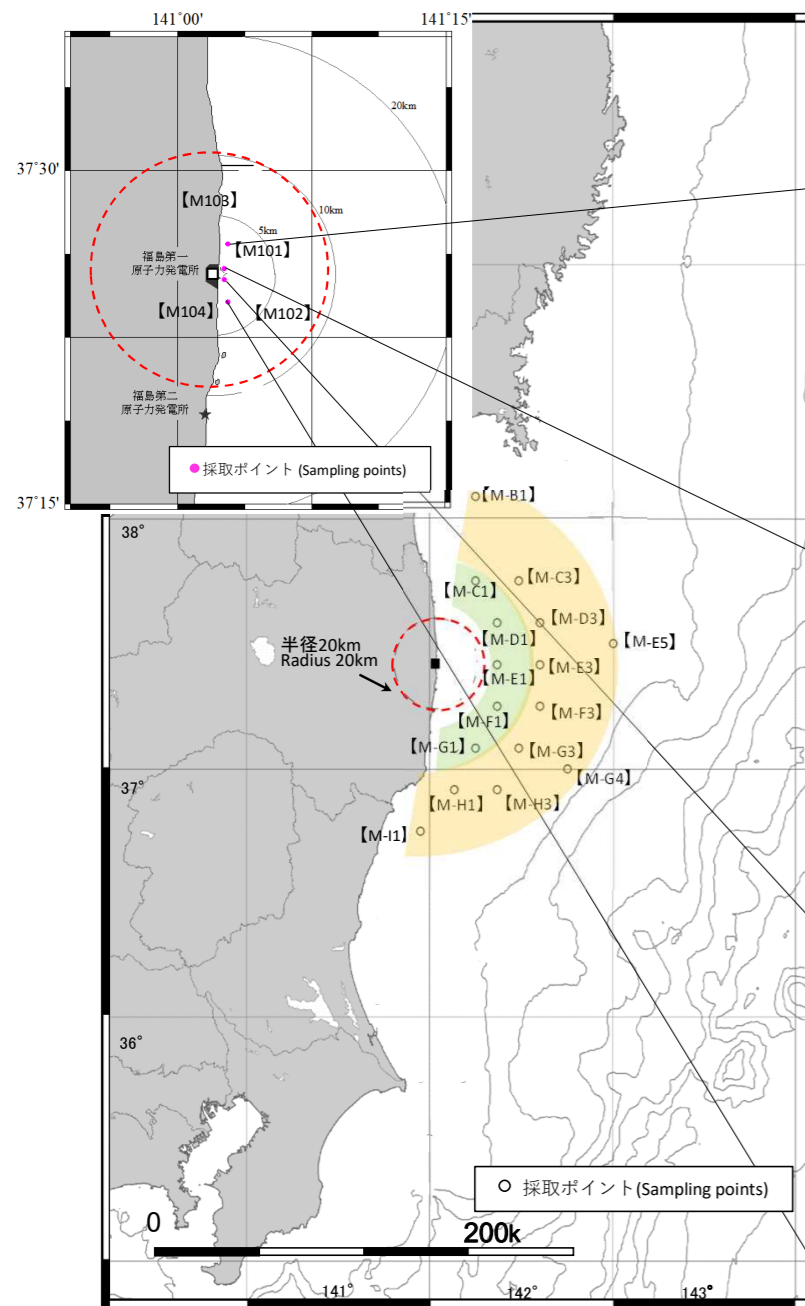 141°00'
141°15'
20km
37°30'
【M103】
10km
5km
【M101】
福島第一
原子力発電所
【M104】
【M102】
福島第二
原子力発電所
● 採取ポイント (Sampling points)
37°15'
【M-B1】
38°
【M-C1】
【M-C3】
【M-D3】
【M-D1】
【M-E5】
半径20km
Radius 20km
【M-E3】
【M-E1】
【M-F3】
【M-F1】
【M-G1】
【M-G3】
【M-G4】
37°
【M-H1】
【M-H3】
【M-I1】
36°
○ 採取ポイント(Sampling points)
0
200k
141°
142°
143°